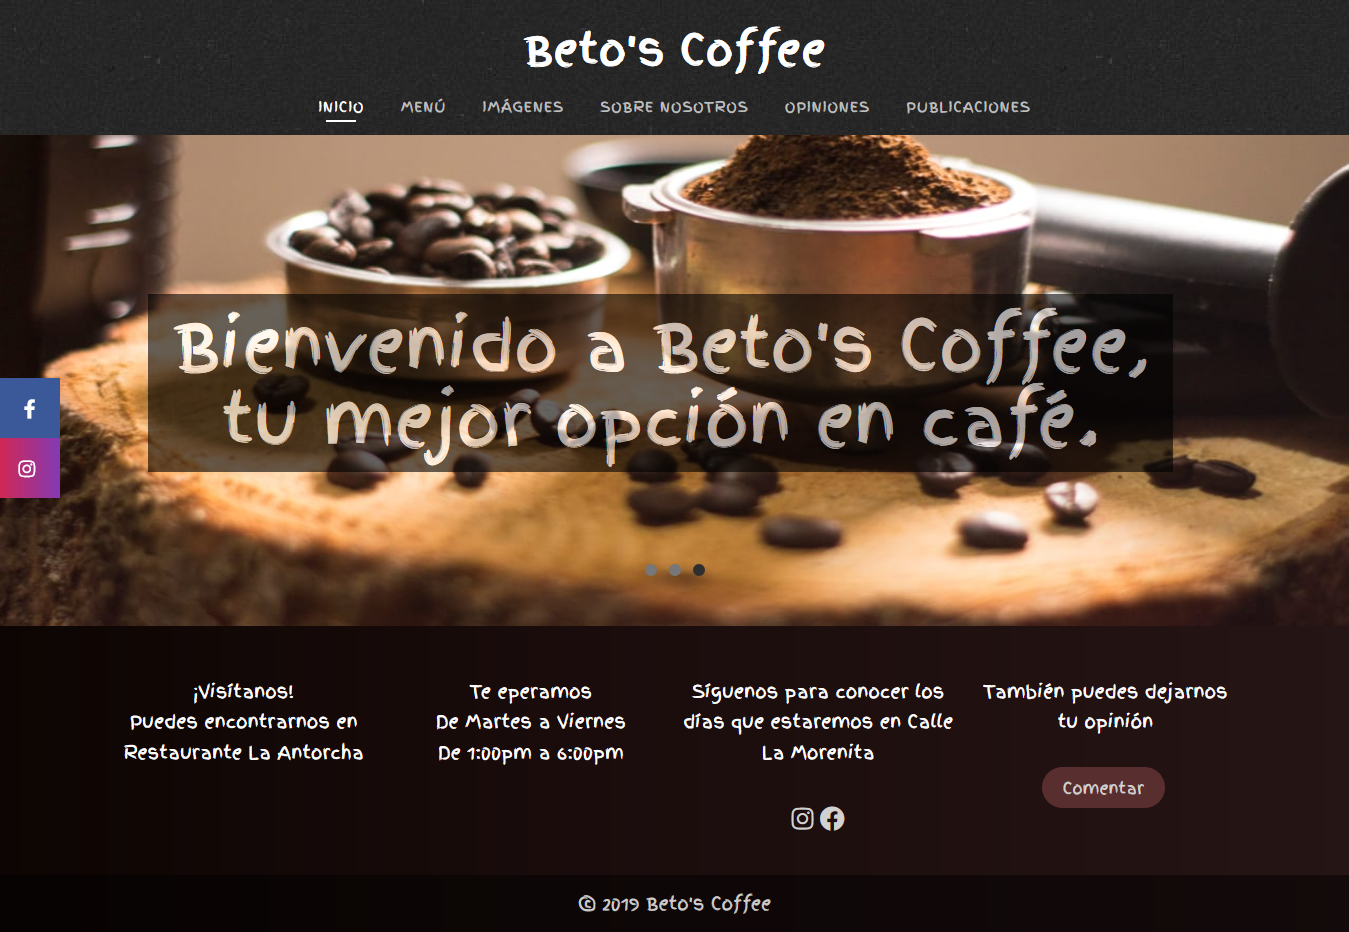 Beto's Coffee
INICIO MENÚ IMÁGENES SOBRE NOSOTROS OPINIONES PUBLICACIONES
Bienvenido a Beto's Coffee,
tu mejor opción en café.
¡Visítanos!
Puedes encontrarnos en
Restaurante La Antorcha
Te eperamos
De Martes a Viernes
De 1:00pm a 6:00pm
Síguenos para conocer los
días que estaremos en Calle
La Morenita
También puedes dejarnos
tu opinión
Comentar
© 2019 Beto's Coffee